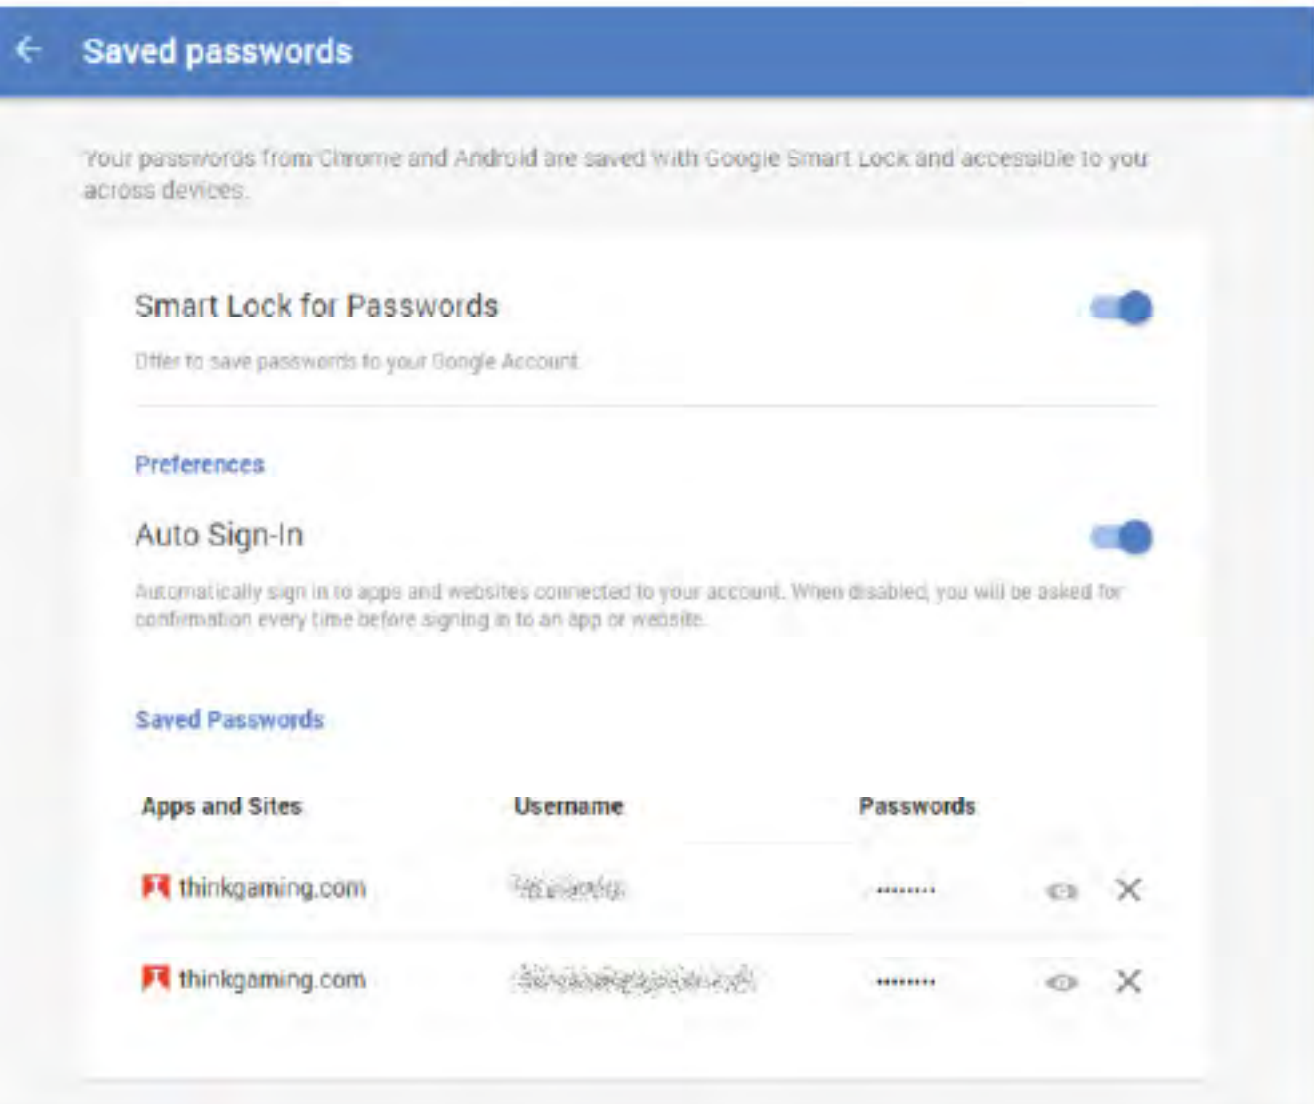 Saved passwords
Your passwords from Chrome and Android are saved with Google Smart Lock and accessible to you
across devices.
Smart Lock for Passwords
Offer to save passwords to your Google Account.
Preferences
Auto Sign-In
Automatically sign in to apps and websites connected to your account. When disabled, you will be asked for
confirmation every time before signing in to an app or website.
Saved Passwords
Apps and Sites Username Passwords
thinkgaming.com ••••••••
thinkgaming.com ••••••••